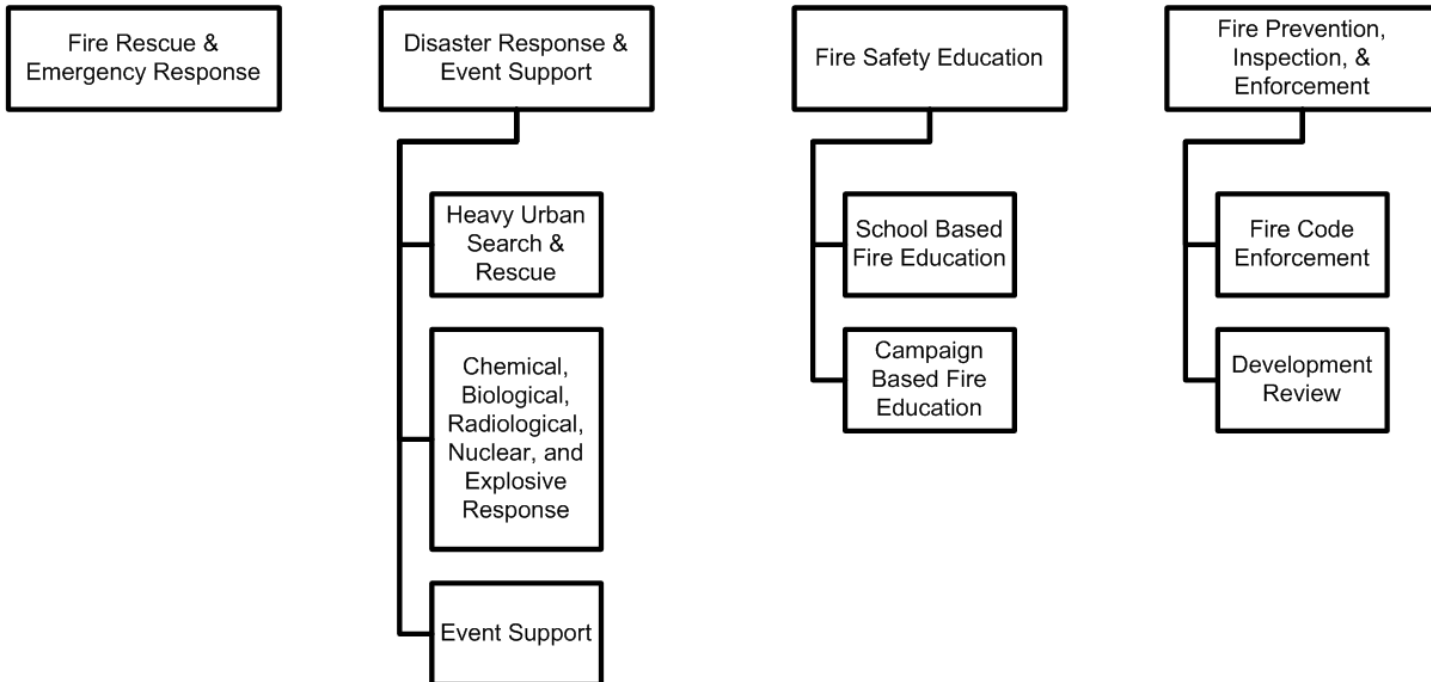 Fire Rescue &
Emergency Response
Disaster Response &
Event Support
Heavy Urban
Search &
Rescue
Chemical,
Biological,
Radiological,
Nuclear, and
Explosive
Response
Event Support
Fire Safety Education
School Based
Fire Education
Campaign
Based Fire
Education
Fire Prevention,
Inspection, &
Enforcement
Fire Code
Enforcement
Development
Review